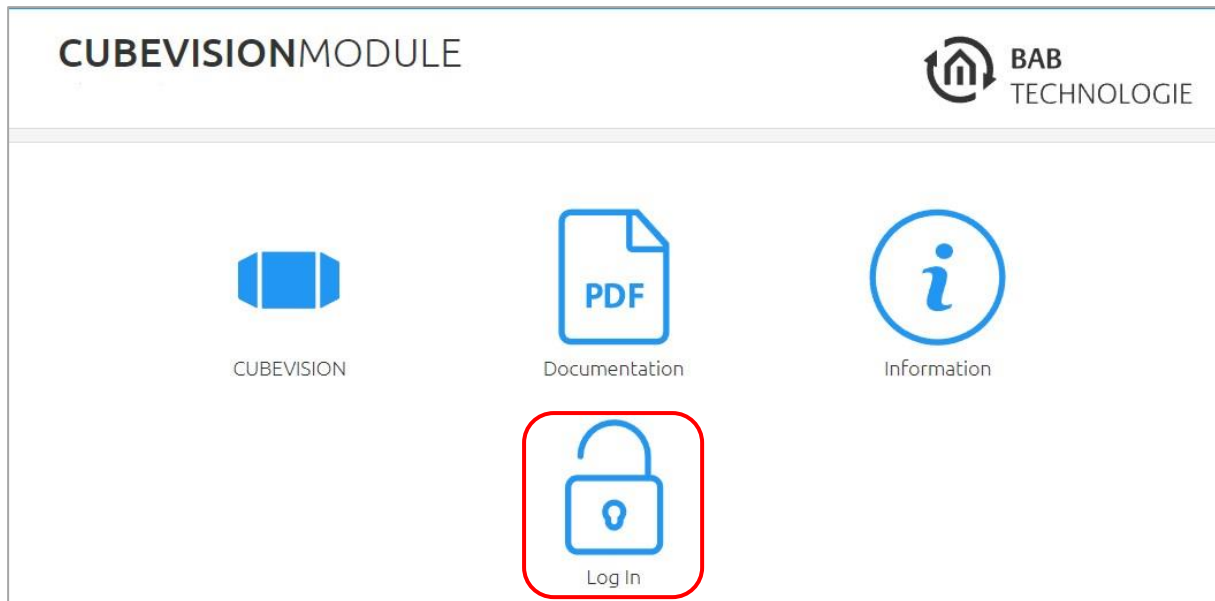 CUBEVISIONMODULE
BAB
TECHNOLOGIE
PDF
i
CUBEVISION
Documentation
Information
Log In